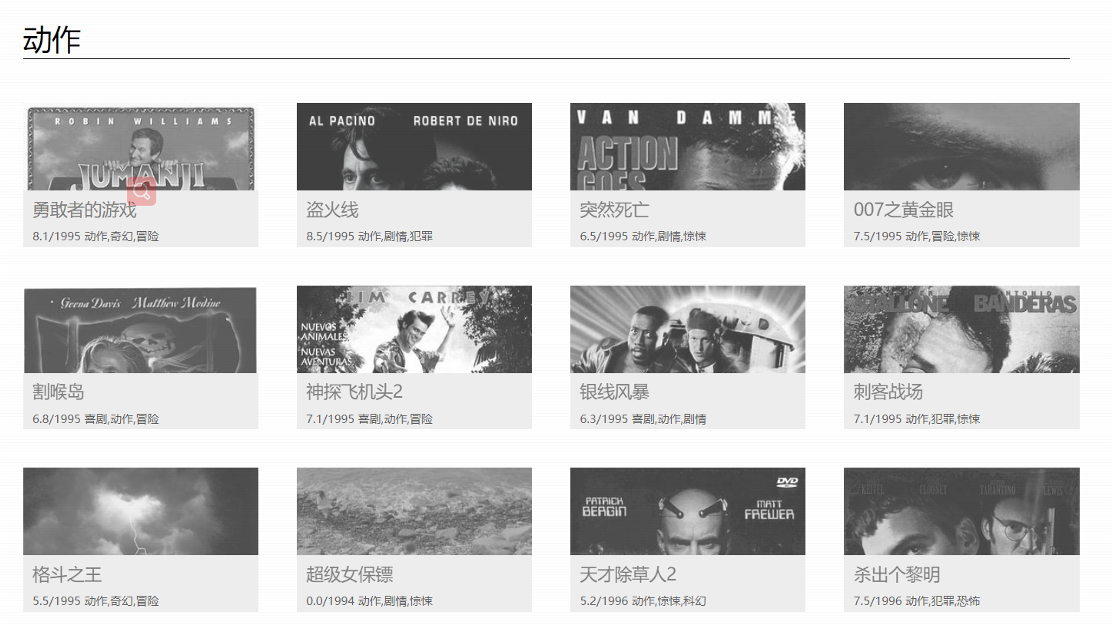 动作
ROBIN WILLIAMS
JUMANJI
勇敢者的游戏
8.1/1995 动作,奇幻,冒险
AL PACINO ROBERT DE NIRO
盗火线
8.5/1995 动作,剧情,犯罪
VAN DAMME
ACTION
GOES
突然死亡
6.5/1995 动作,剧情,惊悚
007之黄金眼
7.5/1995 动作,冒险,惊悚
Geena Davis Matthew Modine
割喉岛
6.8/1995 喜剧,动作,冒险
JIM CARREY
NUEVOS
ANIMALES
NUEVAS
AVENTURAS
神探飞机头2
7.1/1995 喜剧,动作,冒险
银线风暴
6.3/1995 喜剧,动作,剧情
STALLONE ANTONIO
BANDERAS
刺客战场
7.1/1995 动作,犯罪,惊悚
格斗之王
5.5/1995 动作,奇幻,冒险
超级女保镖
0.0/1994 动作,剧情,惊悚
DVD
PATRICK
BERGIN
MATT
FREWER
天才除草人2
5.2/1996 动作,惊悚,科幻
KEITEL CLOONEY TARANTINO LEWIS
杀出个黎明
7.5/1996 动作,犯罪,恐怖